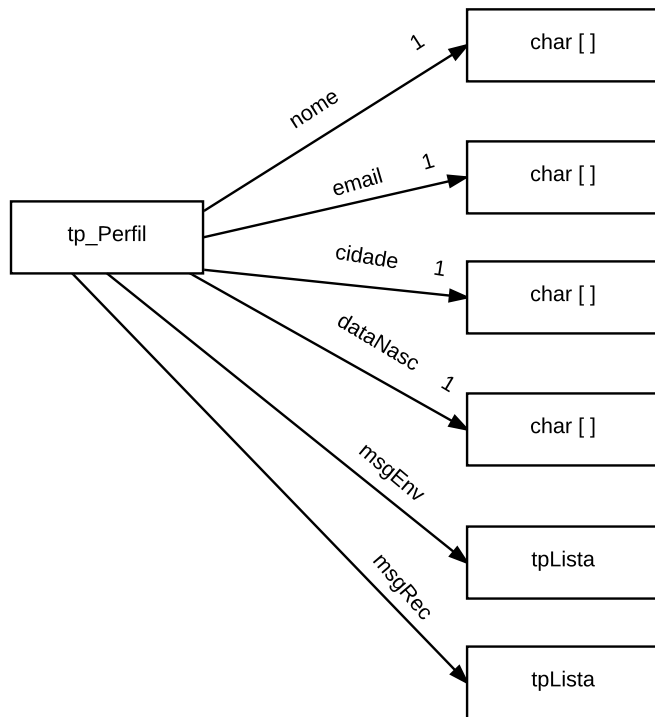 1
char [ ]
nome
1
char [ ]
email
tp_Perfil
cidade
1
char [ ]
dataNasc
1
char [ ]
msgEnv
tpLista
msgRec
tpLista